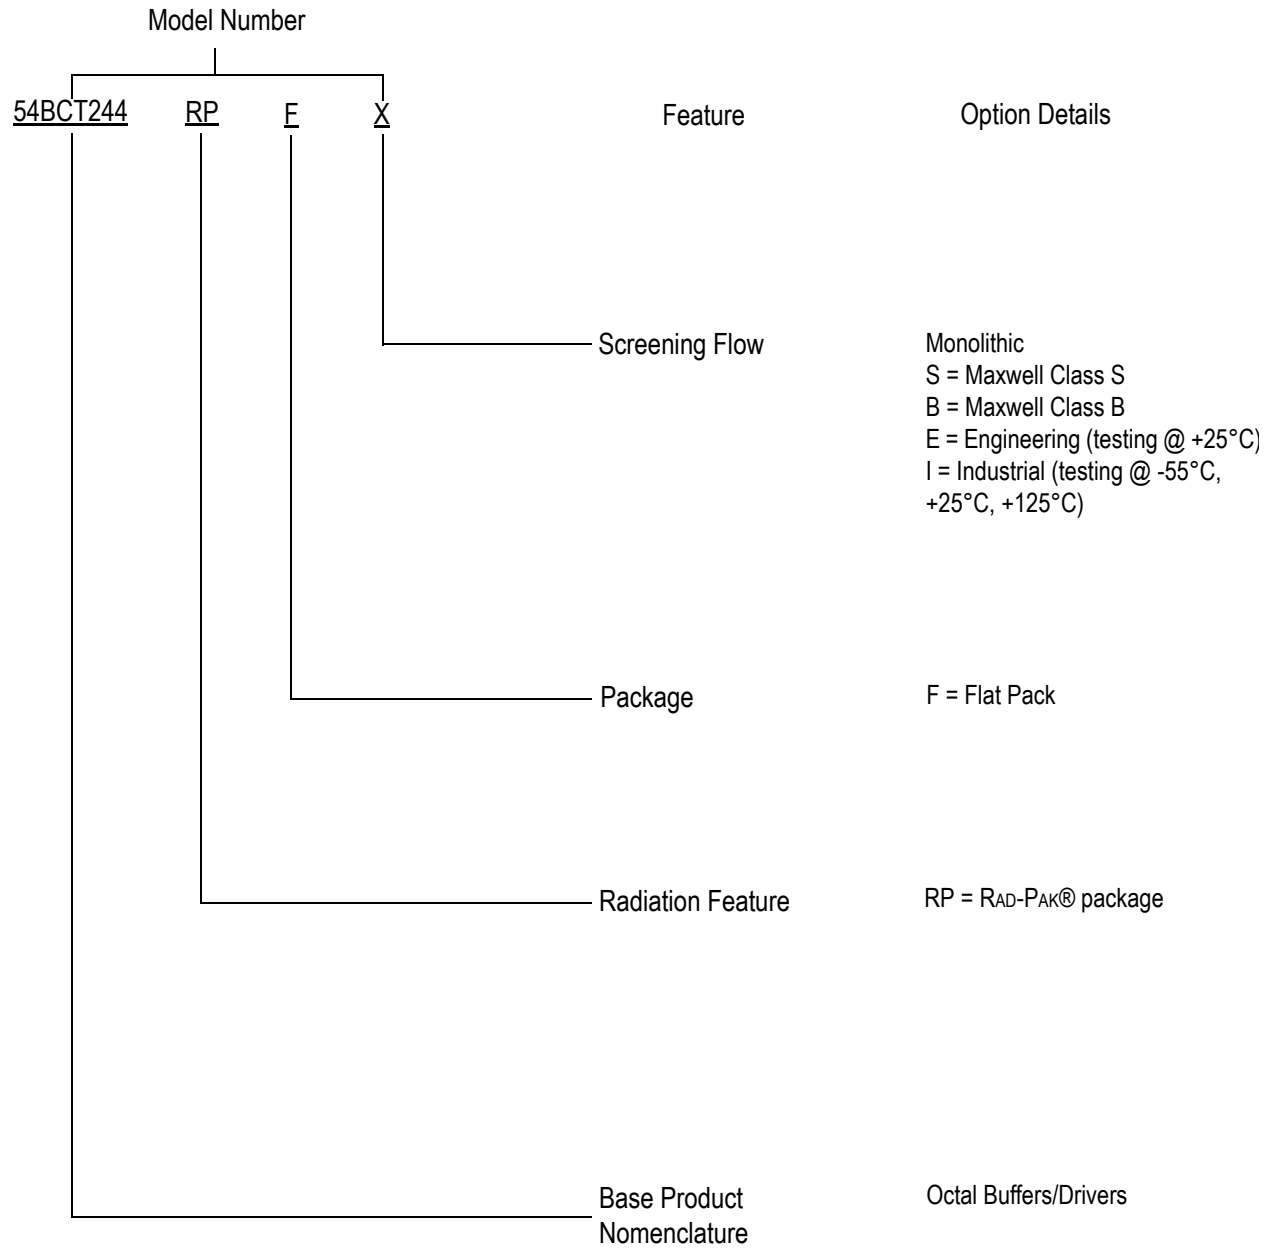 Model Number
54BCT244 RP F X Feature Option Details
Screening Flow Monolithic
S = Maxwell Class S
B = Maxwell Class B
E = Engineering (testing @ +25°C)
I = Industrial (testing @ -55°C,
+25°C, +125°C)
Package F = Flat Pack
Radiation Feature RP = RAD-PAK® package
Base Product Octal Buffers/Drivers
Nomenclature